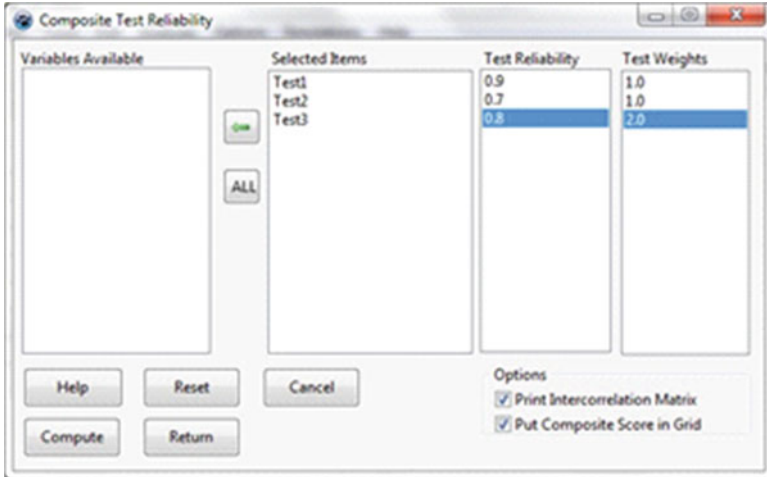 Composite Test Reliability
Variables Available
Selected Items
Test Reliability
Test Weights
Test1
0.9
1.0
Test2
0.7
1.0
Test3
0.8
2.0
ALL
Help
Reset
Cancel
Compute
Return
Options
Print Intercorrelation Matrix
Put Composite Score in Grid